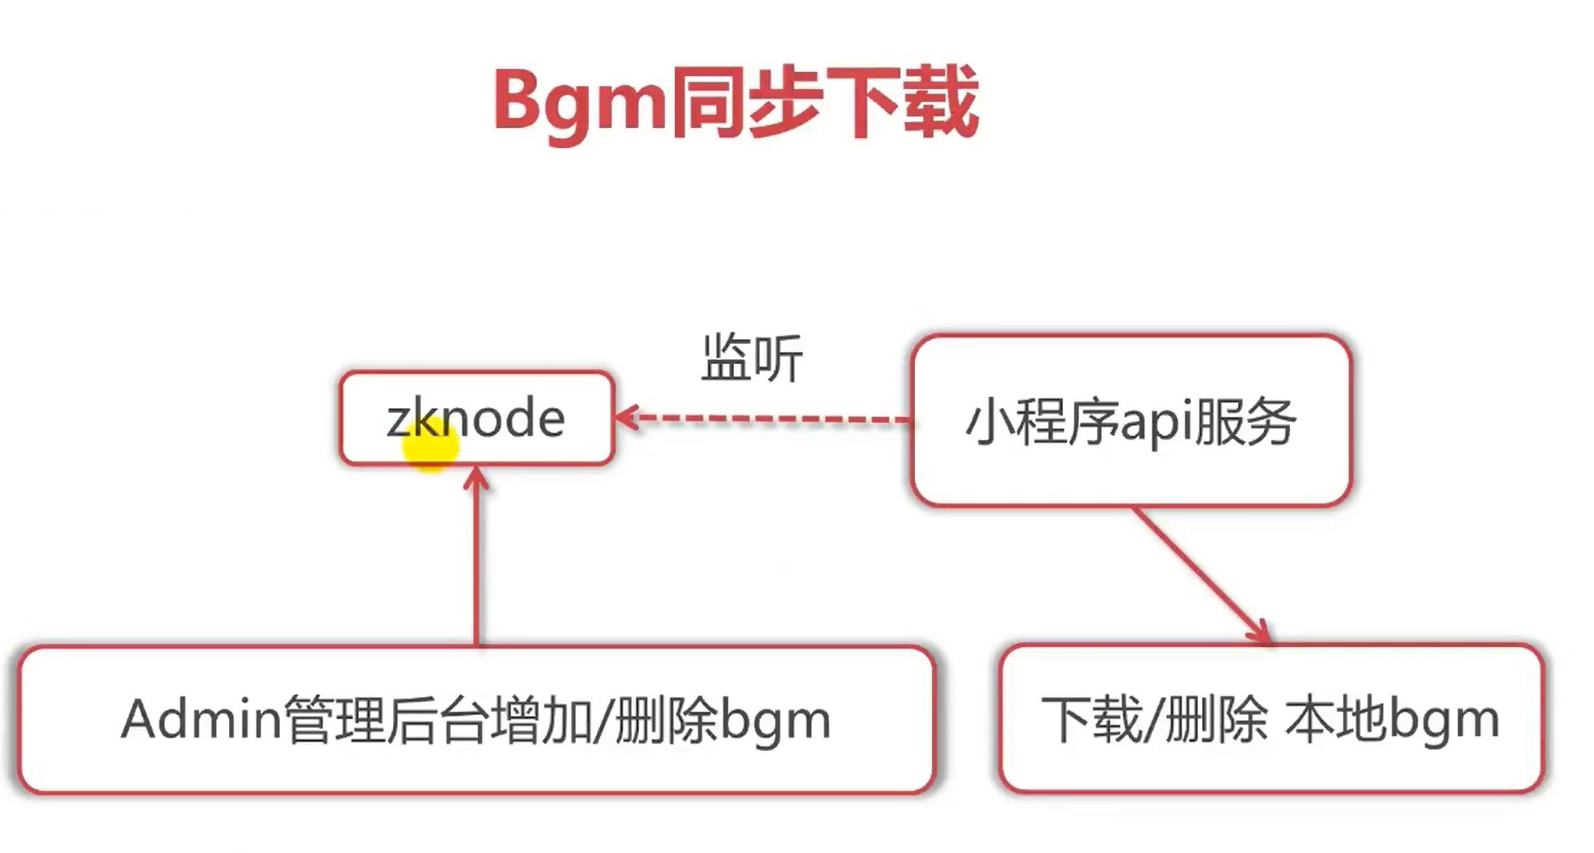 Bgm同步下载
监听
zknode
小程序api服务
Admin管理后台增加/删除bgm
下载/删除 本地bgm